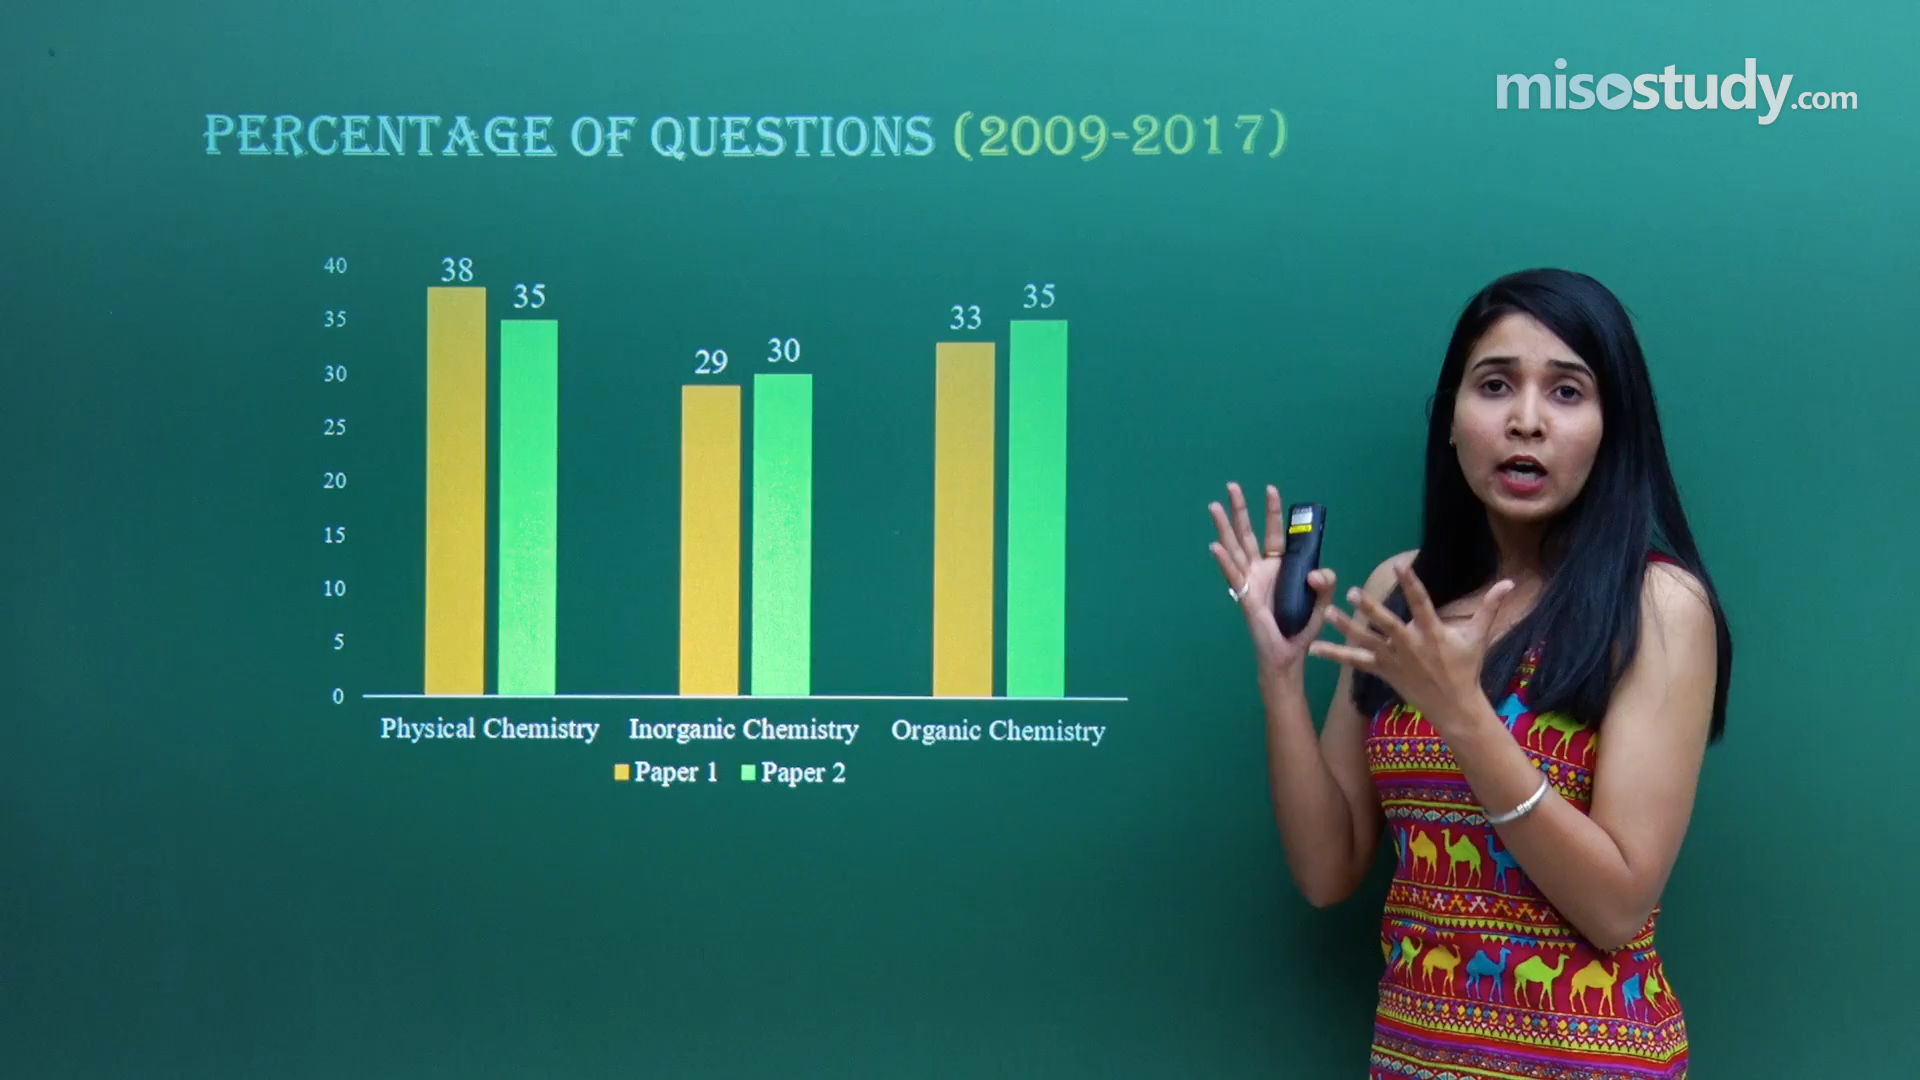 misostudy.com
PERCENTAGE OF QUESTIONS (2009-2017)
40
35
30
25
20
15
10
5
0
38
35
29
30
33
35
Physical Chemistry
Inorganic Chemistry
Organic Chemistry
Paper 1
Paper 2